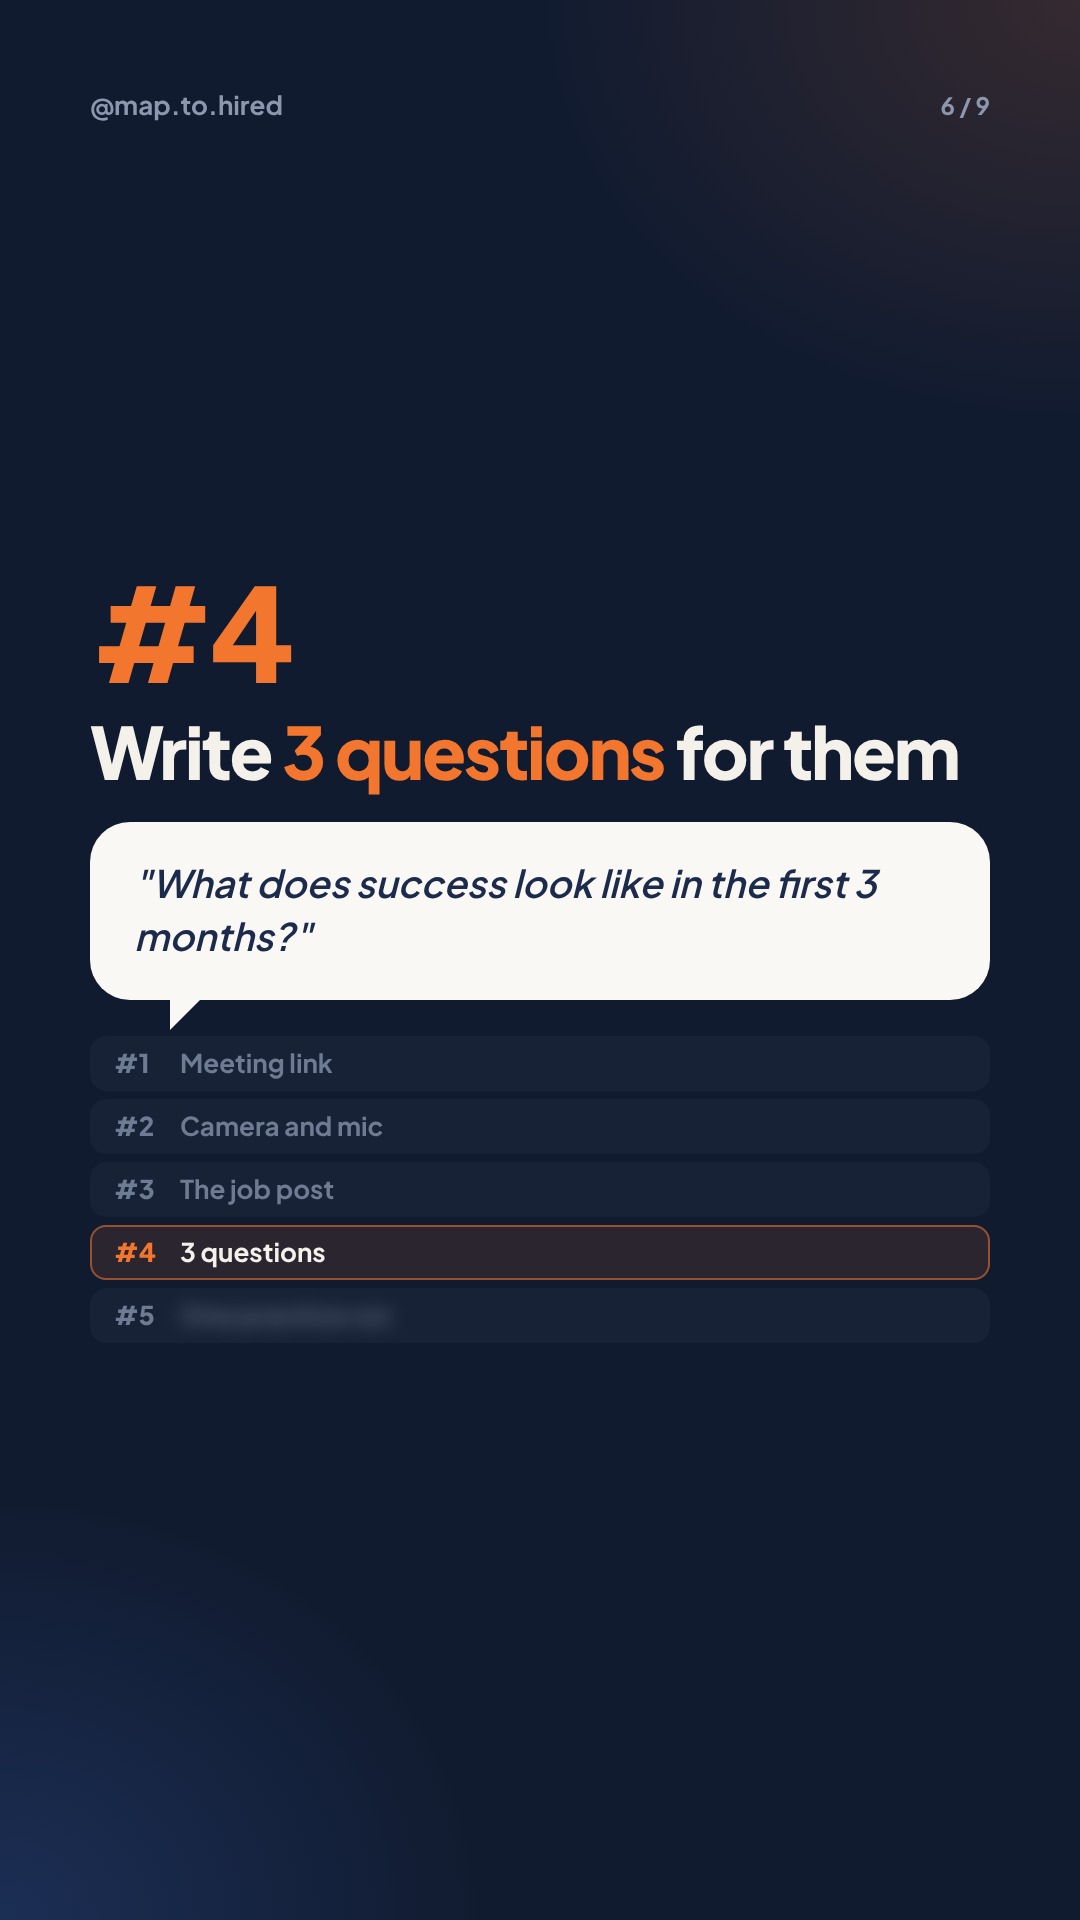 @map.to.hired
6 / 9
#4
Write 3 questions for them
"What does success look like in the first 3
months?"
#1 Meeting link
#2 Camera and mic
#3 The job post
#4 3 questions
#5